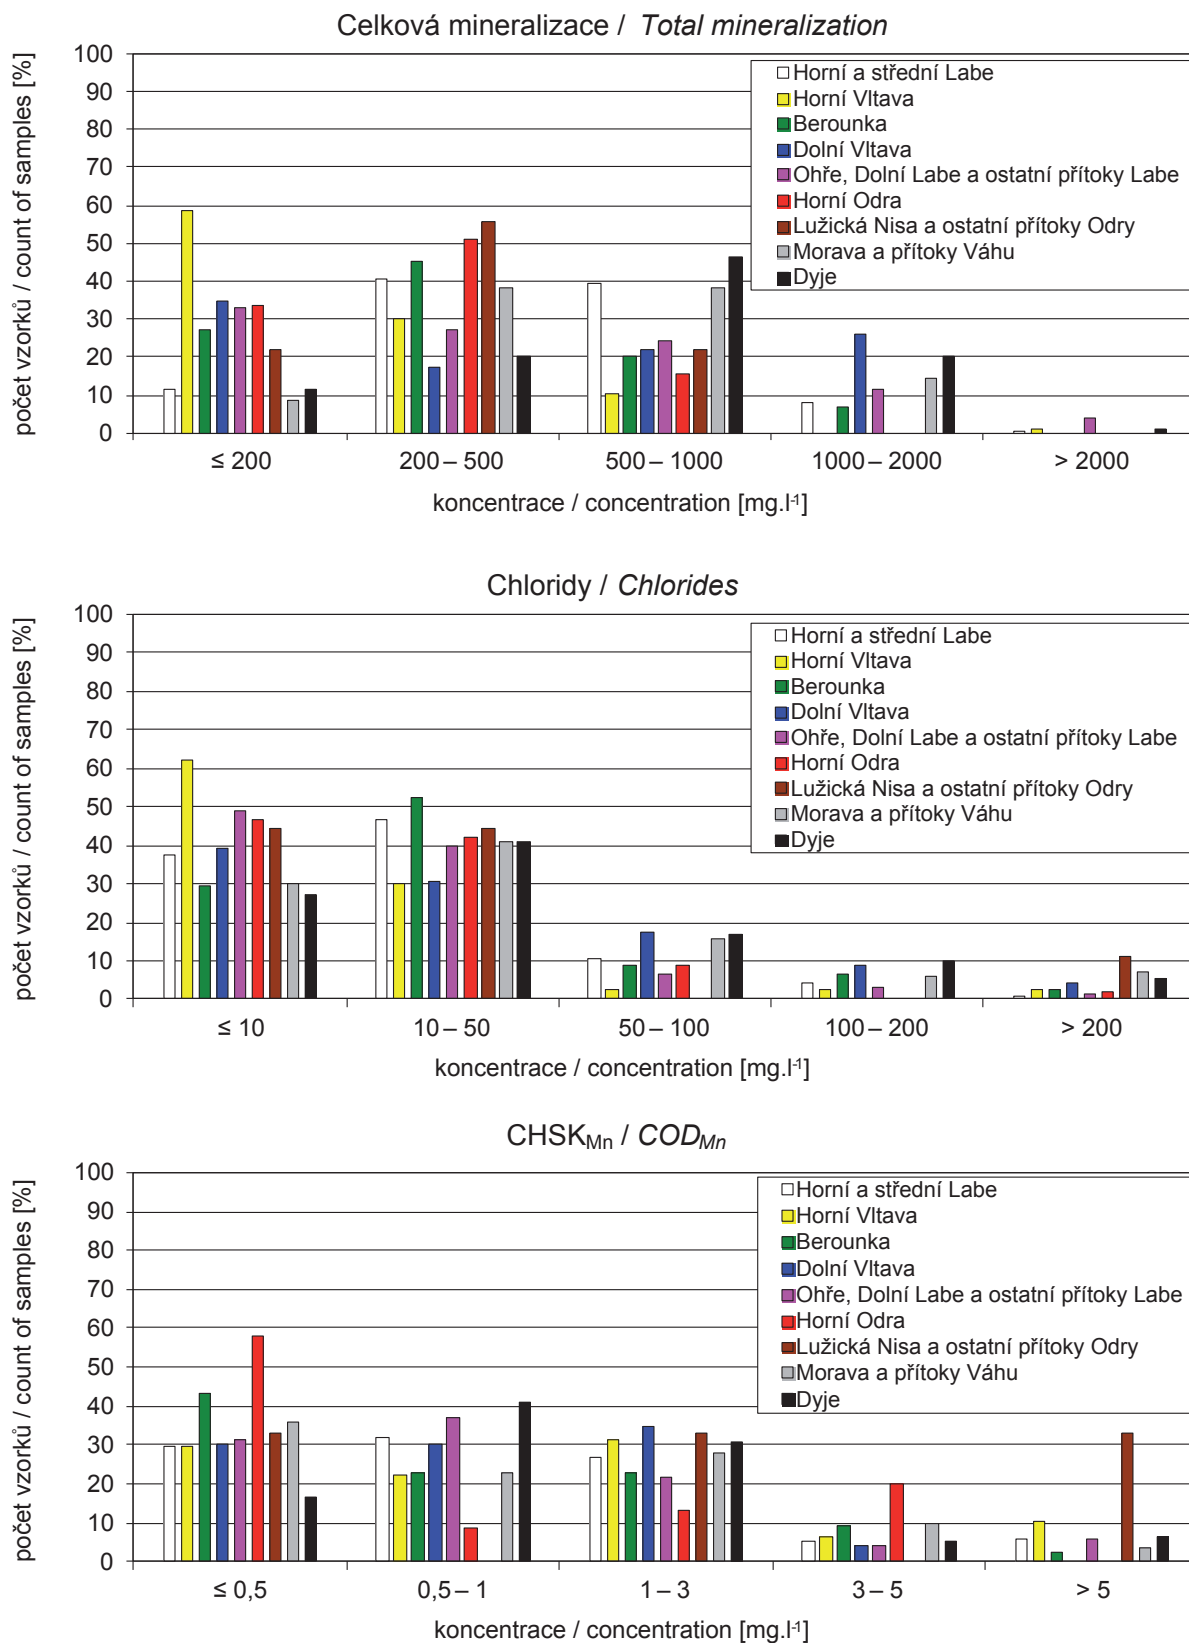 Celková mineralizace / Total mineralization
počet vzorků / count of samples [%]
100
90
80
70
60
50
40
30
20
10
0
Horní a střední Labe
Horní Vltava
Berounka
Dolní Vltava
Ohře, Dolní Labe a ostatní přítoky Labe
Horní Odra
Lužická Nisa a ostatní přítoky Odry
Morava a přítoky Váhu
Dyje
≤ 200 200 – 500 500 – 1000 1000 – 2000 > 2000
koncentrace / concentration [mg.l⁻¹]
Chloridy / Chlorides
počet vzorků / count of samples [%]
100
90
80
70
60
50
40
30
20
10
0
Horní a střední Labe
Horní Vltava
Berounka
Dolní Vltava
Ohře, Dolní Labe a ostatní přítoky Labe
Horní Odra
Lužická Nisa a ostatní přítoky Odry
Morava a přítoky Váhu
Dyje
≤ 10 10 – 50 50 – 100 100 – 200 > 200
koncentrace / concentration [mg.l⁻¹]
CHSK_Mn / COD_Mn
počet vzorků / count of samples [%]
100
90
80
70
60
50
40
30
20
10
0
Horní a střední Labe
Horní Vltava
Berounka
Dolní Vltava
Ohře, Dolní Labe a ostatní přítoky Labe
Horní Odra
Lužická Nisa a ostatní přítoky Odry
Morava a přítoky Váhu
Dyje
≤ 0,5 0,5 – 1 1 – 3 3 – 5 > 5
koncentrace / concentration [mg.l⁻¹]